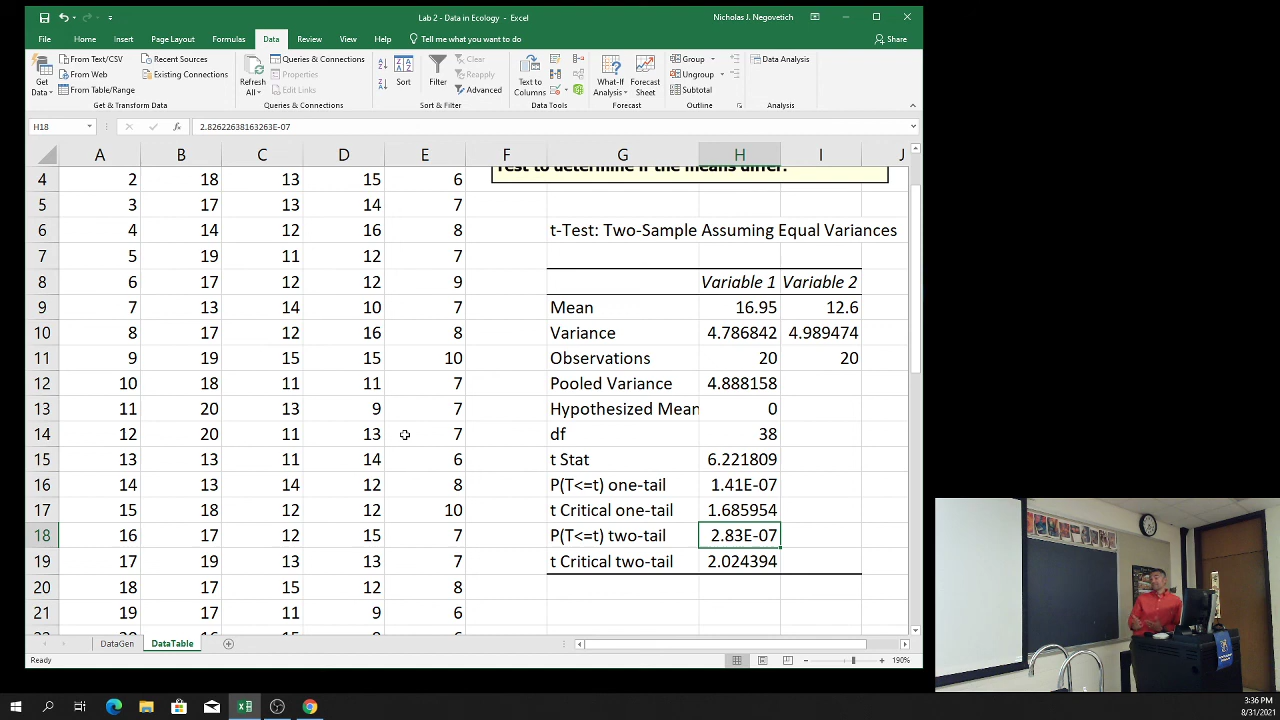 Lab 2 - Data in Ecology - Excel
Nicholas J. Negovetich
File Home Insert Page Layout Formulas Data Review View Help Tell me what you want to do Share
Get Data
From Text/CSV
From Web
From Table/Range
Recent Sources
Existing Connections
Get & Transform Data
Refresh All
Queries & Connections
Properties
Edit Links
Queries & Connections
Sort
Filter
Clear
Reapply
Advanced
Sort & Filter
Text to Columns
Data Tools
What-If Analysis
Forecast Sheet
Forecast
Group
Ungroup
Subtotal
Outline
Data Analysis
Analysis
H18 fx 2.82622638163263E-07
A B C D E F G H I J
Test to determine if the means differ.
4 2 18 13 15 6
5 3 17 13 14 7
6 4 14 12 16 8 t-Test: Two-Sample Assuming Equal Variances
7 5 19 11 12 7
8 6 17 12 12 9 Variable 1 Variable 2
9 7 13 14 10 7 Mean 16.95 12.6
10 8 17 12 16 8 Variance 4.786842 4.989474
11 9 19 15 15 10 Observations 20 20
12 10 18 11 11 7 Pooled Variance 4.888158
13 11 20 13 9 7 Hypothesized Mean 0
14 12 20 11 13 7 df 38
15 13 13 11 14 6 t Stat 6.221809
16 14 13 14 12 8 P(T<=t) one-tail 1.41E-07
17 15 18 12 12 10 t Critical one-tail 1.685954
18 16 17 12 15 7 P(T<=t) two-tail 2.83E-07
19 17 19 13 13 7 t Critical two-tail 2.024394
20 18 17 15 12 8
21 19 17 11 9 6
DataGen DataTable
Ready 190%
3:36 PM
8/31/2021